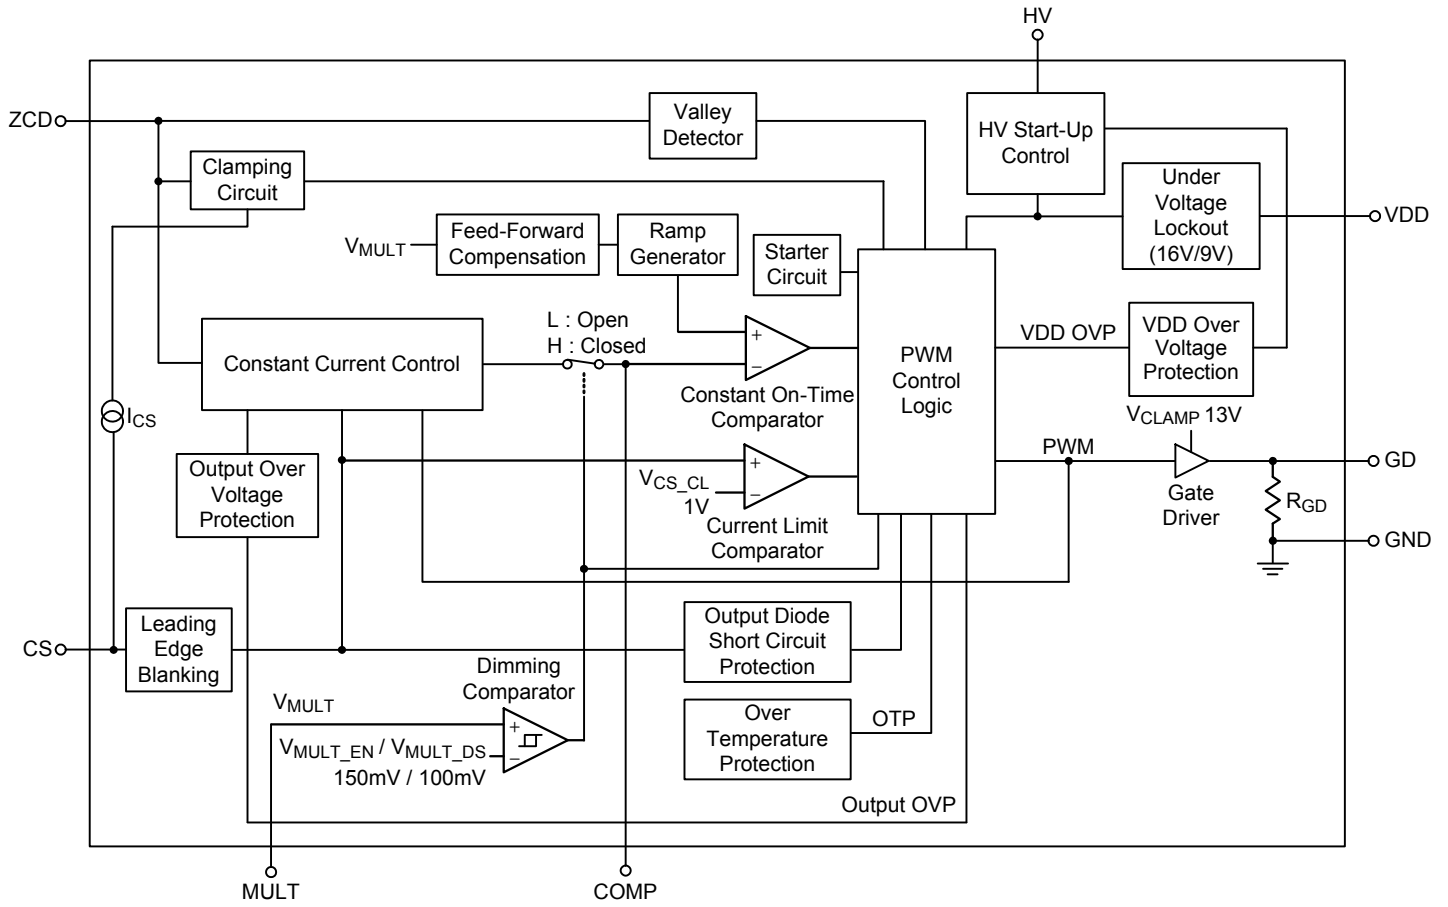 HV
ZCD
Valley
Detector
HV Start-Up
Control
Clamping
Circuit
Under
Voltage
Lockout
(16V/9V)
VDD
VMULT
Feed-Forward
Compensation
Ramp
Generator
Starter
Circuit
L : Open
H : Closed
Constant Current Control
+
−
Constant On-Time
Comparator
PWM
Control
Logic
VDD OVP
VDD Over
Voltage
Protection
ICS
VCLAMP 13V
PWM
Gate
Driver
GD
RGD
GND
Output Over
Voltage
Protection
VCS_CL
1V
+
−
Current Limit
Comparator
CS
Leading
Edge
Blanking
Output Diode
Short Circuit
Protection
Dimming
Comparator
VMULT
VMULT_EN / VMULT_DS
150mV / 100mV
+
−
Over
Temperature
Protection
OTP
Output OVP
MULT
COMP